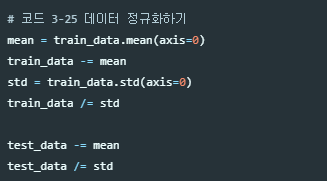 # 코드 3-25 데이터 정규화하기
mean = train_data.mean(axis=0)
train_data -= mean
std = train_data.std(axis=0)
train_data /= std
test_data -= mean
test_data /= std